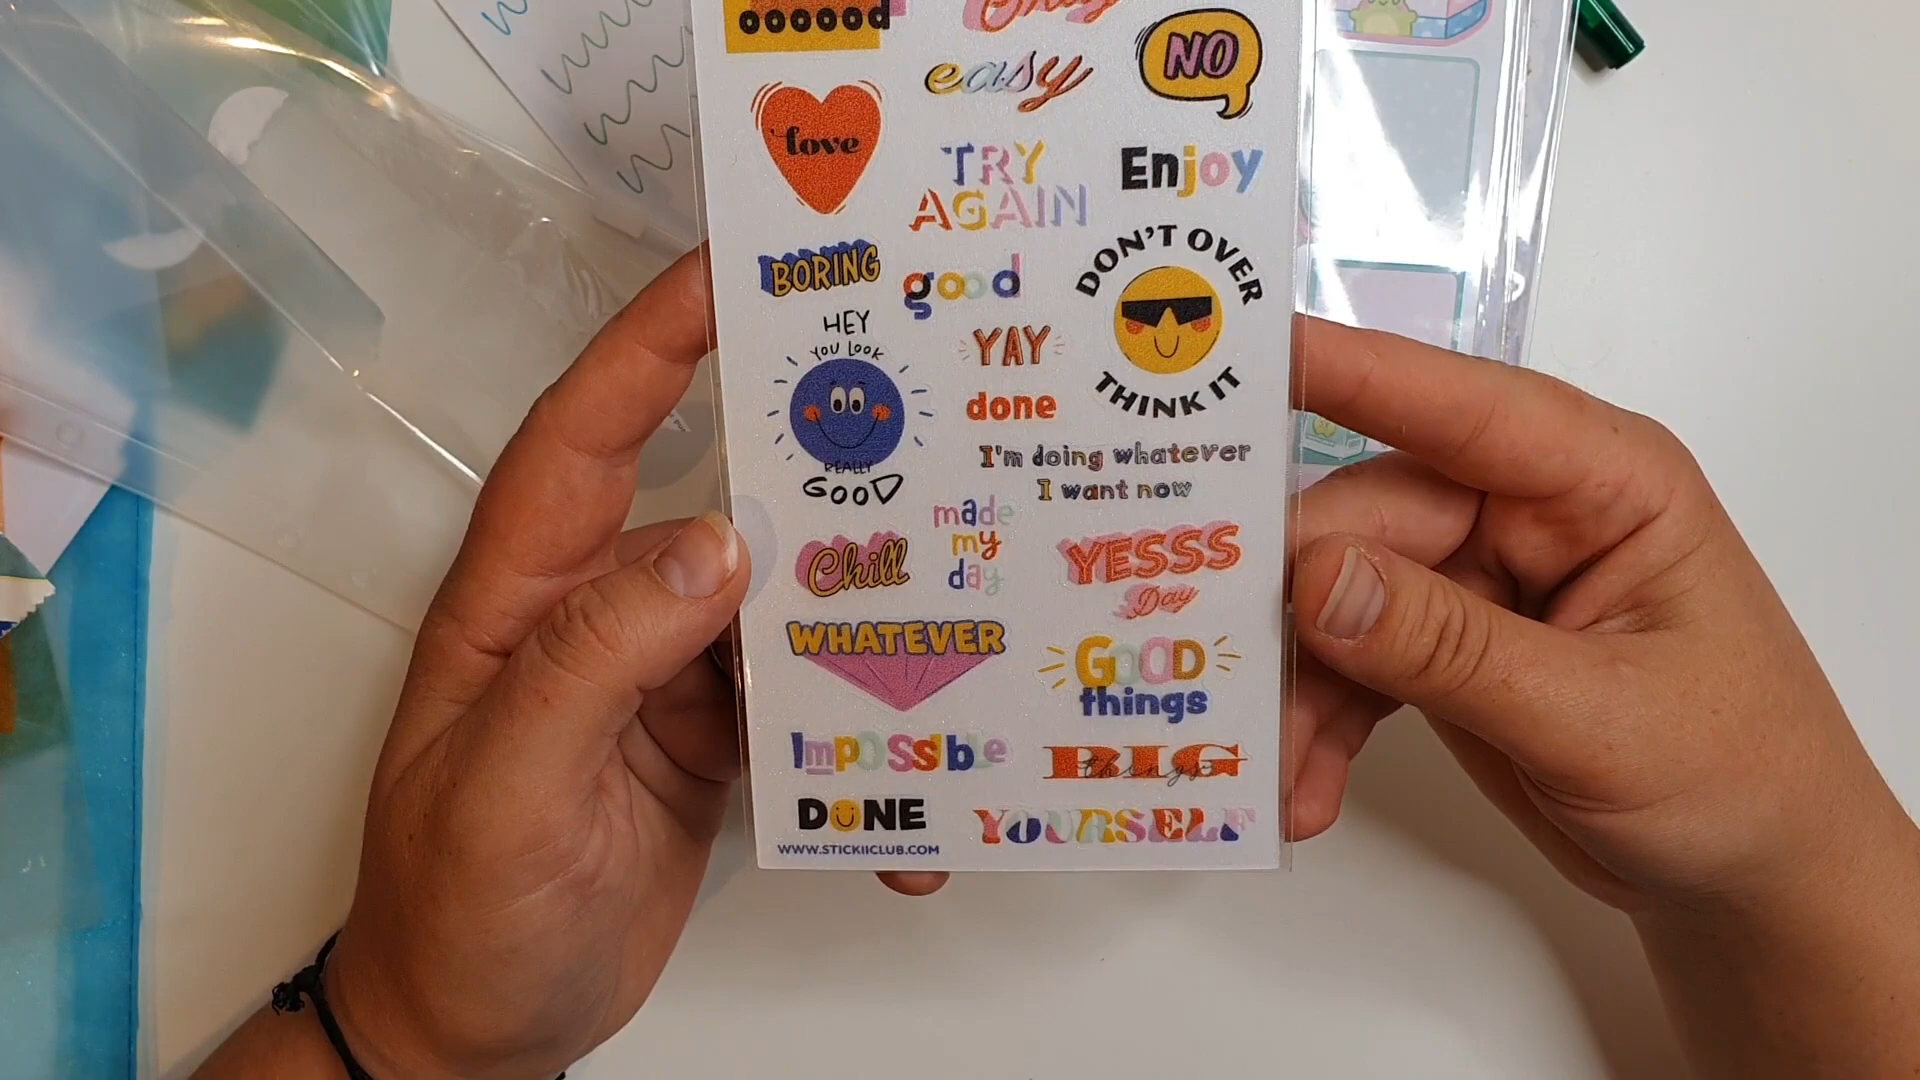 oooood
Okay
easy
NO
love
TRY
AGAIN
Enjoy
BORING
good
DON'T OVER
THINK IT
HEY
YOU LOOK
REALLY
GOOD
YAY
done
I'm doing whatever
I want now
Chill
made
my
day
YESSS
Day
WHATEVER
GOOD
things
Impossible
BIG
things
DONE
YOURSELF
WWW.STICKIICLUB.COM